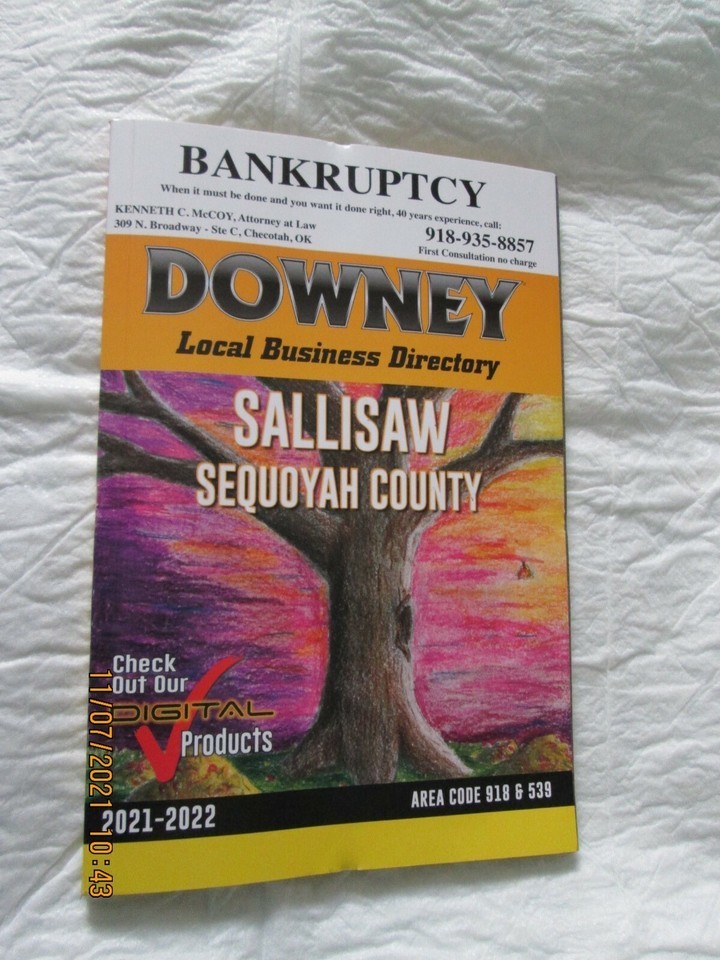 BANKRUPTCY
When it must be done and you want it done right, 40 years experience, call:
KENNETH C. McCOY, Attorney at Law
309 N. Broadway - Ste C, Checotah, OK
918-935-8857
First Consultation no charge
DOWNEY
Local Business Directory
SALLISAW
SEQUOYAH COUNTY
Check
Out Our
DIGITAL
Products
2021-2022
AREA CODE 918 & 539
11/07/2021 10:43